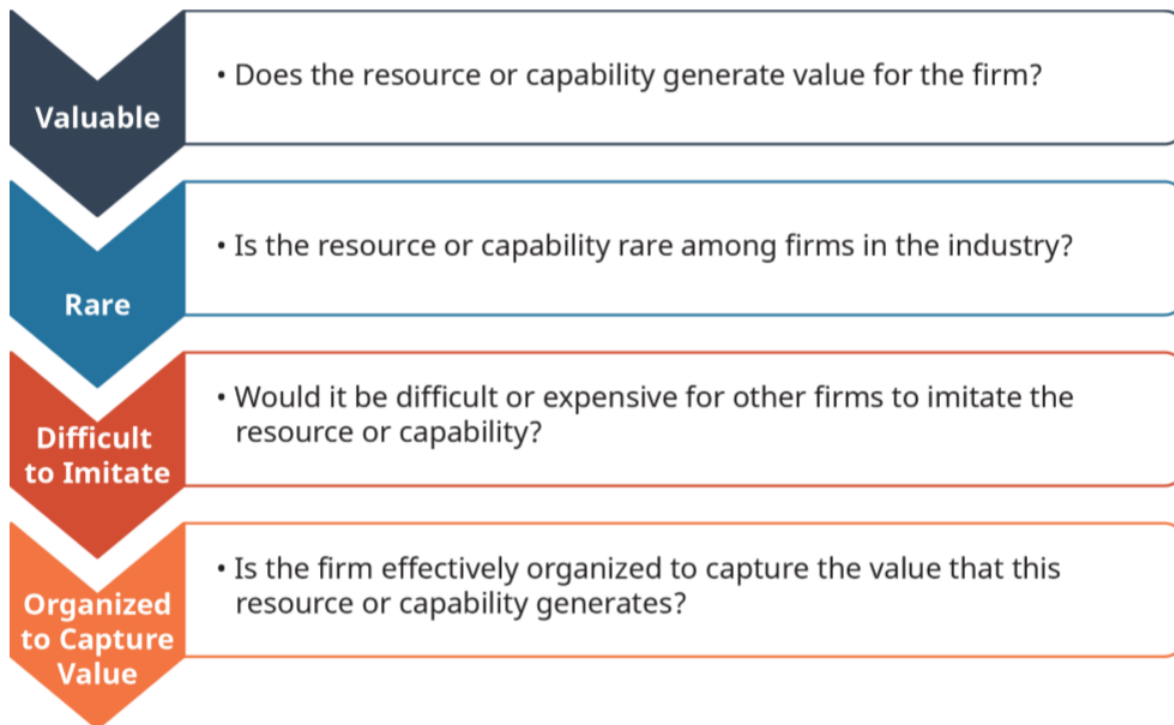 Valuable
• Does the resource or capability generate value for the firm?
Rare
• Is the resource or capability rare among firms in the industry?
Difficult
to Imitate
• Would it be difficult or expensive for other firms to imitate the
resource or capability?
Organized
to Capture
Value
• Is the firm effectively organized to capture the value that this
resource or capability generates?